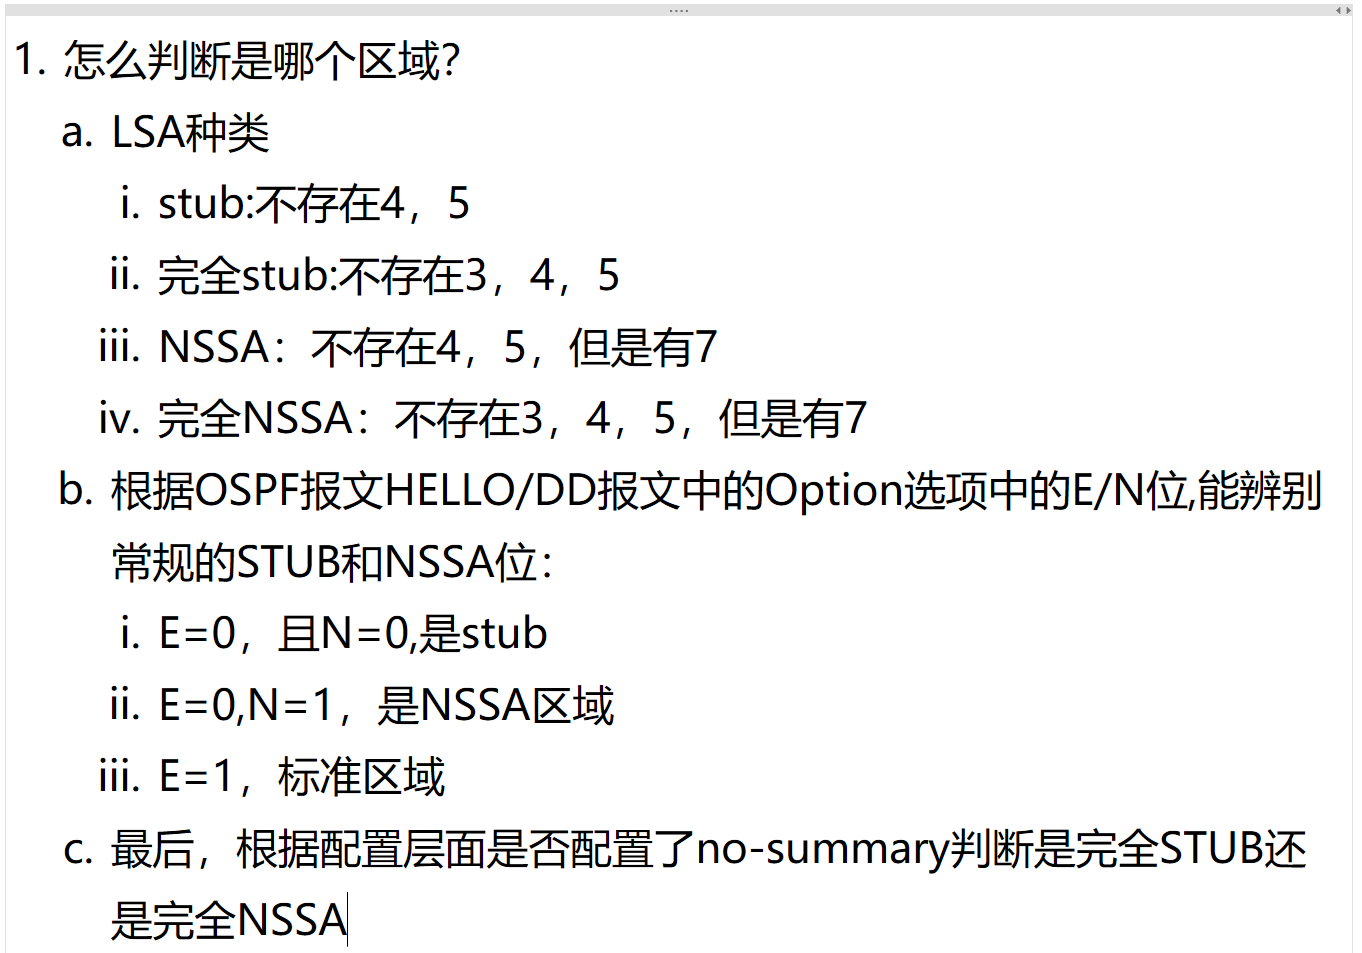 1. 怎么判断是哪个区域？
a. LSA种类
i. stub:不存在4，5
ii. 完全stub:不存在3，4，5
iii. NSSA：不存在4，5，但是有7
iv. 完全NSSA：不存在3，4，5，但是有7
b. 根据OSPF报文HELLO/DD报文中的Option选项中的E/N位,能辨别
常规的STUB和NSSA位：
i. E=0，且N=0,是stub
ii. E=0,N=1，是NSSA区域
iii. E=1，标准区域
c. 最后，根据配置层面是否配置了no-summary判断是完全STUB还
是完全NSSA